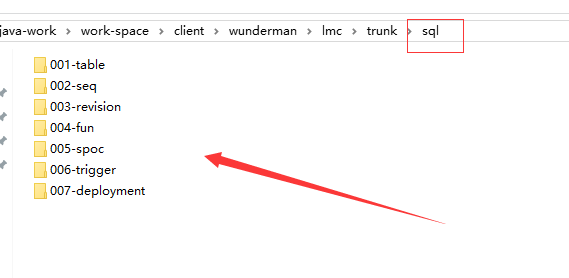 java-work > work-space > client > wunderman > lmc > trunk > sql
001-table
002-seq
003-revision
004-fun
005-spoc
006-trigger
007-deployment